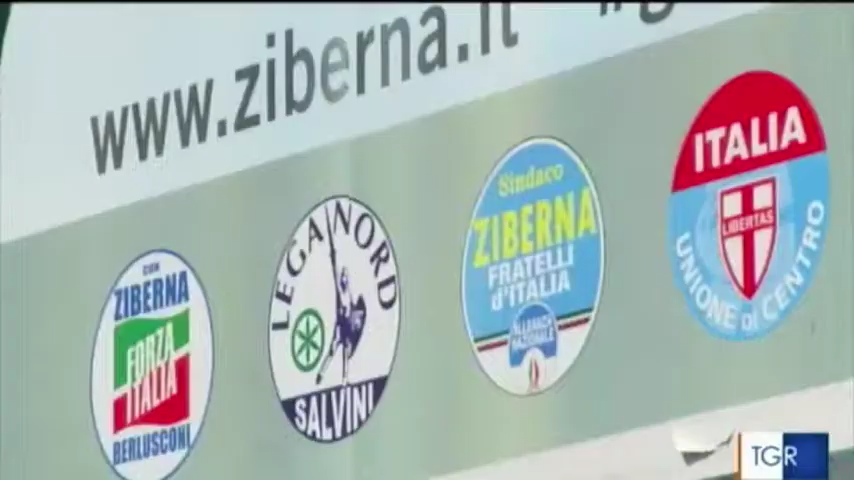 www.ziberna.it
CON
ZIBERNA
FORZA
ITALIA
BERLUSCONI
LEGA NORD
SALVINI
Sindaco
ZIBERNA
FRATELLI
d'ITALIA
ALLEANZA
NAZIONALE
ITALIA
LIBERTAS
UNIONE di CENTRO
TGR